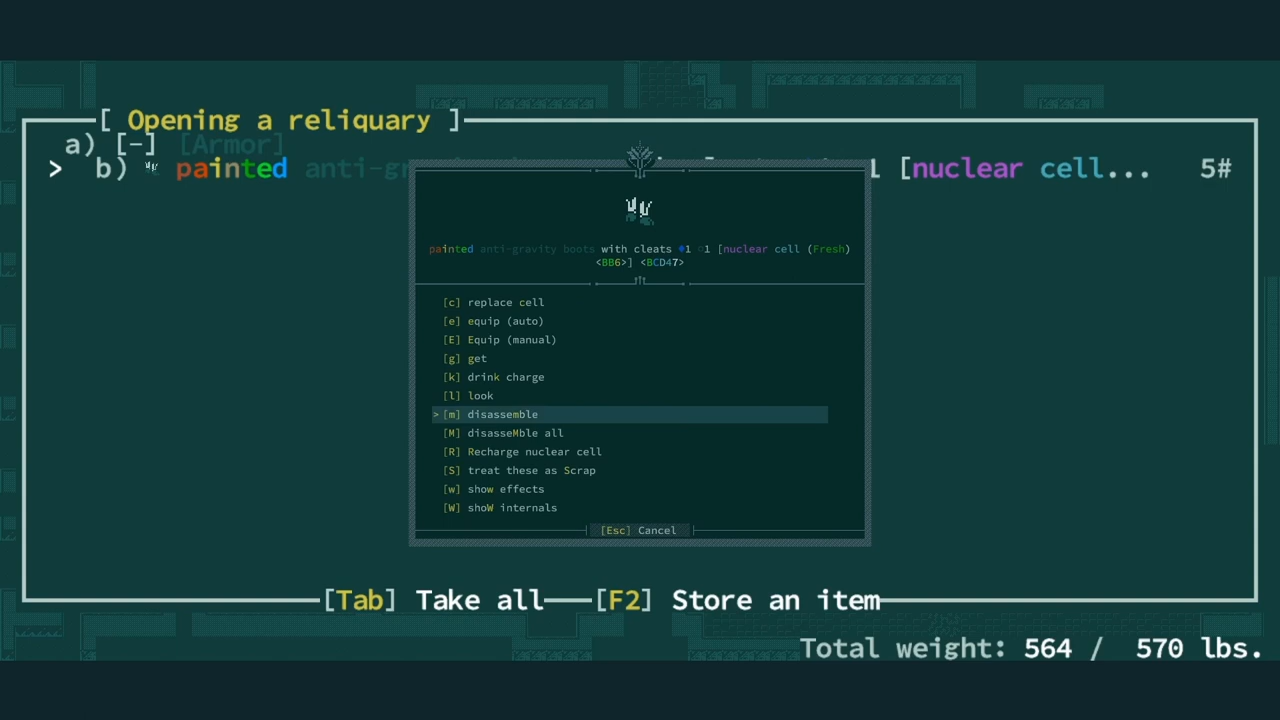 [ Opening a reliquary ]
a) [-] [Armor]
> b) painted anti-gr 1 [nuclear cell... 5#
painted anti-gravity boots with cleats ♦1 ○1 [nuclear cell (Fresh)
<BB6>] <BCD47>
[c] replace cell
[e] equip (auto)
[E] Equip (manual)
[g] get
[k] drink charge
[l] look
> [m] disassemble
[M] disasseMble all
[R] Recharge nuclear cell
[S] treat these as Scrap
[w] show effects
[W] shoW internals
[Esc] Cancel
[Tab] Take all [F2] Store an item
Total weight: 564 / 570 lbs.